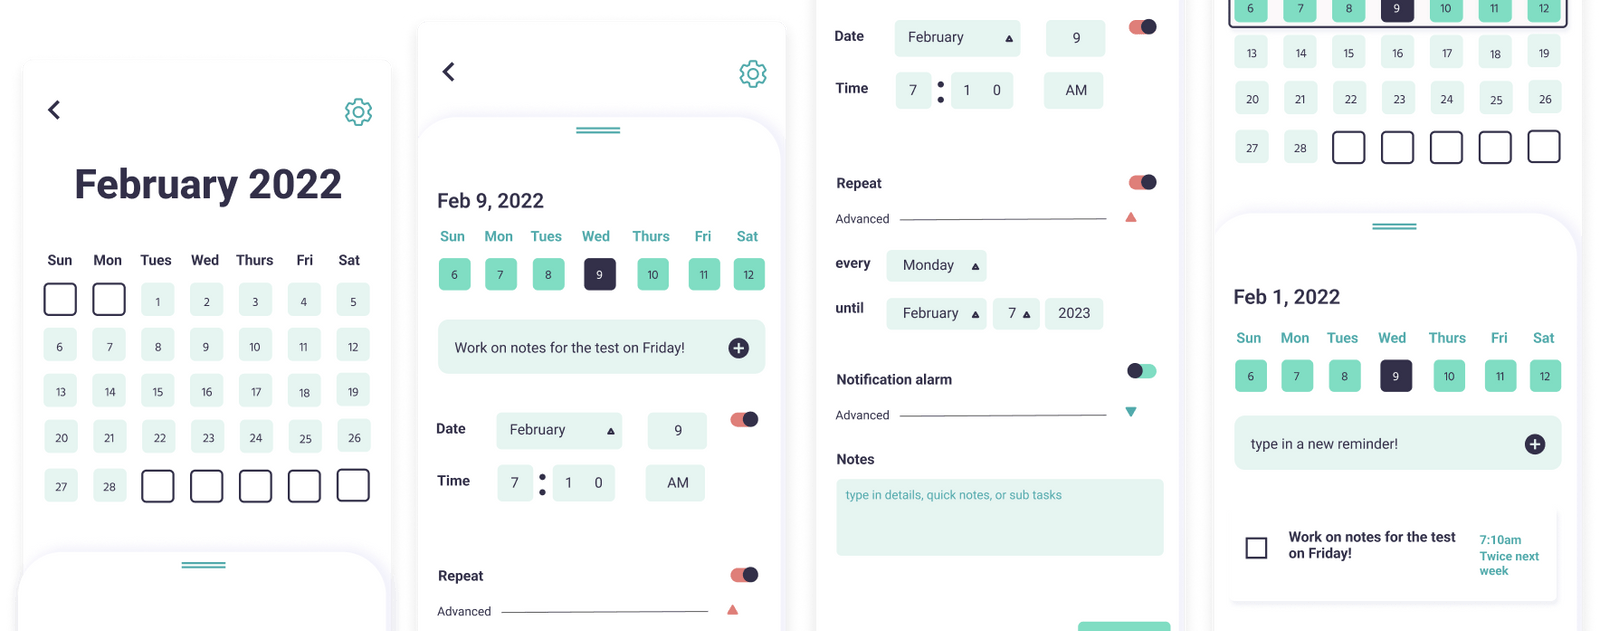 February 2022
Sun Mon Tues Wed Thurs Fri Sat
1 2 3 4 5
6 7 8 9 10 11 12
13 14 15 16 17 18 19
20 21 22 23 24 25 26
27 28
Feb 9, 2022
Sun Mon Tues Wed Thurs Fri Sat
6 7 8 9 10 11 12
Work on notes for the test on Friday!
Date February 9
Time 7 : 1 0 AM
Repeat
Advanced
Date February 9
Time 7 : 1 0 AM
Repeat
Advanced
every Monday
until February 7 2023
Notification alarm
Advanced
Notes
type in details, quick notes, or sub tasks
6 7 8 9 10 11 12
13 14 15 16 17 18 19
20 21 22 23 24 25 26
27 28
Feb 1, 2022
Sun Mon Tues Wed Thurs Fri Sat
6 7 8 9 10 11 12
type in a new reminder!
Work on notes for the test
on Friday!
7:10am
Twice next
week